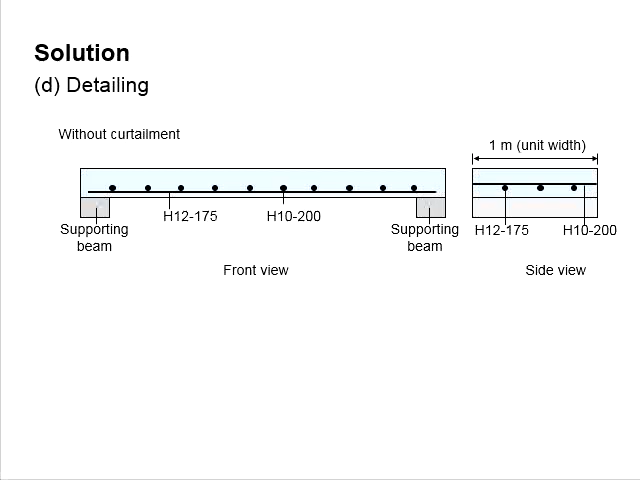 Solution
(d) Detailing
Without curtailment
1 m (unit width)
H12-175
H10-200
Supporting
beam
Supporting
beam
H12-175
H10-200
Front view
Side view